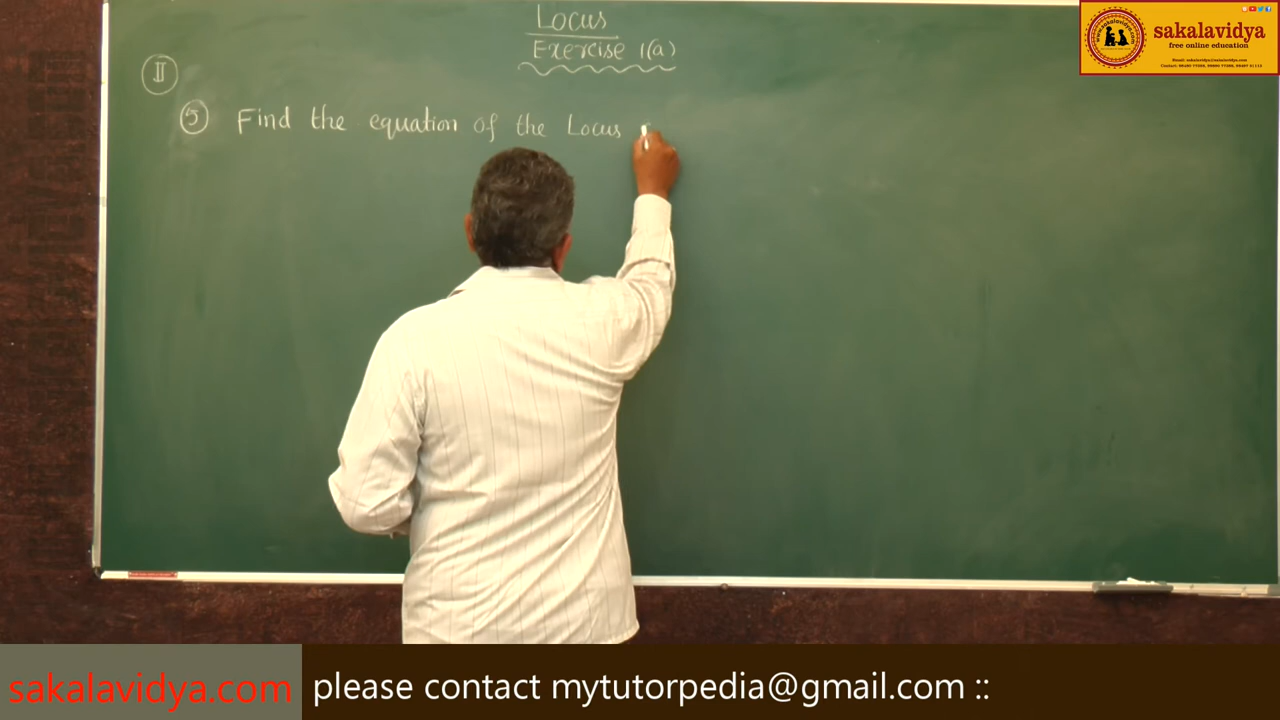 Locus
Exercise 1(a)
II
5 Find the equation of the Locus
sakalavidya
free online education
sakalavidya.com
please contact mytutorpedia@gmail.com ::